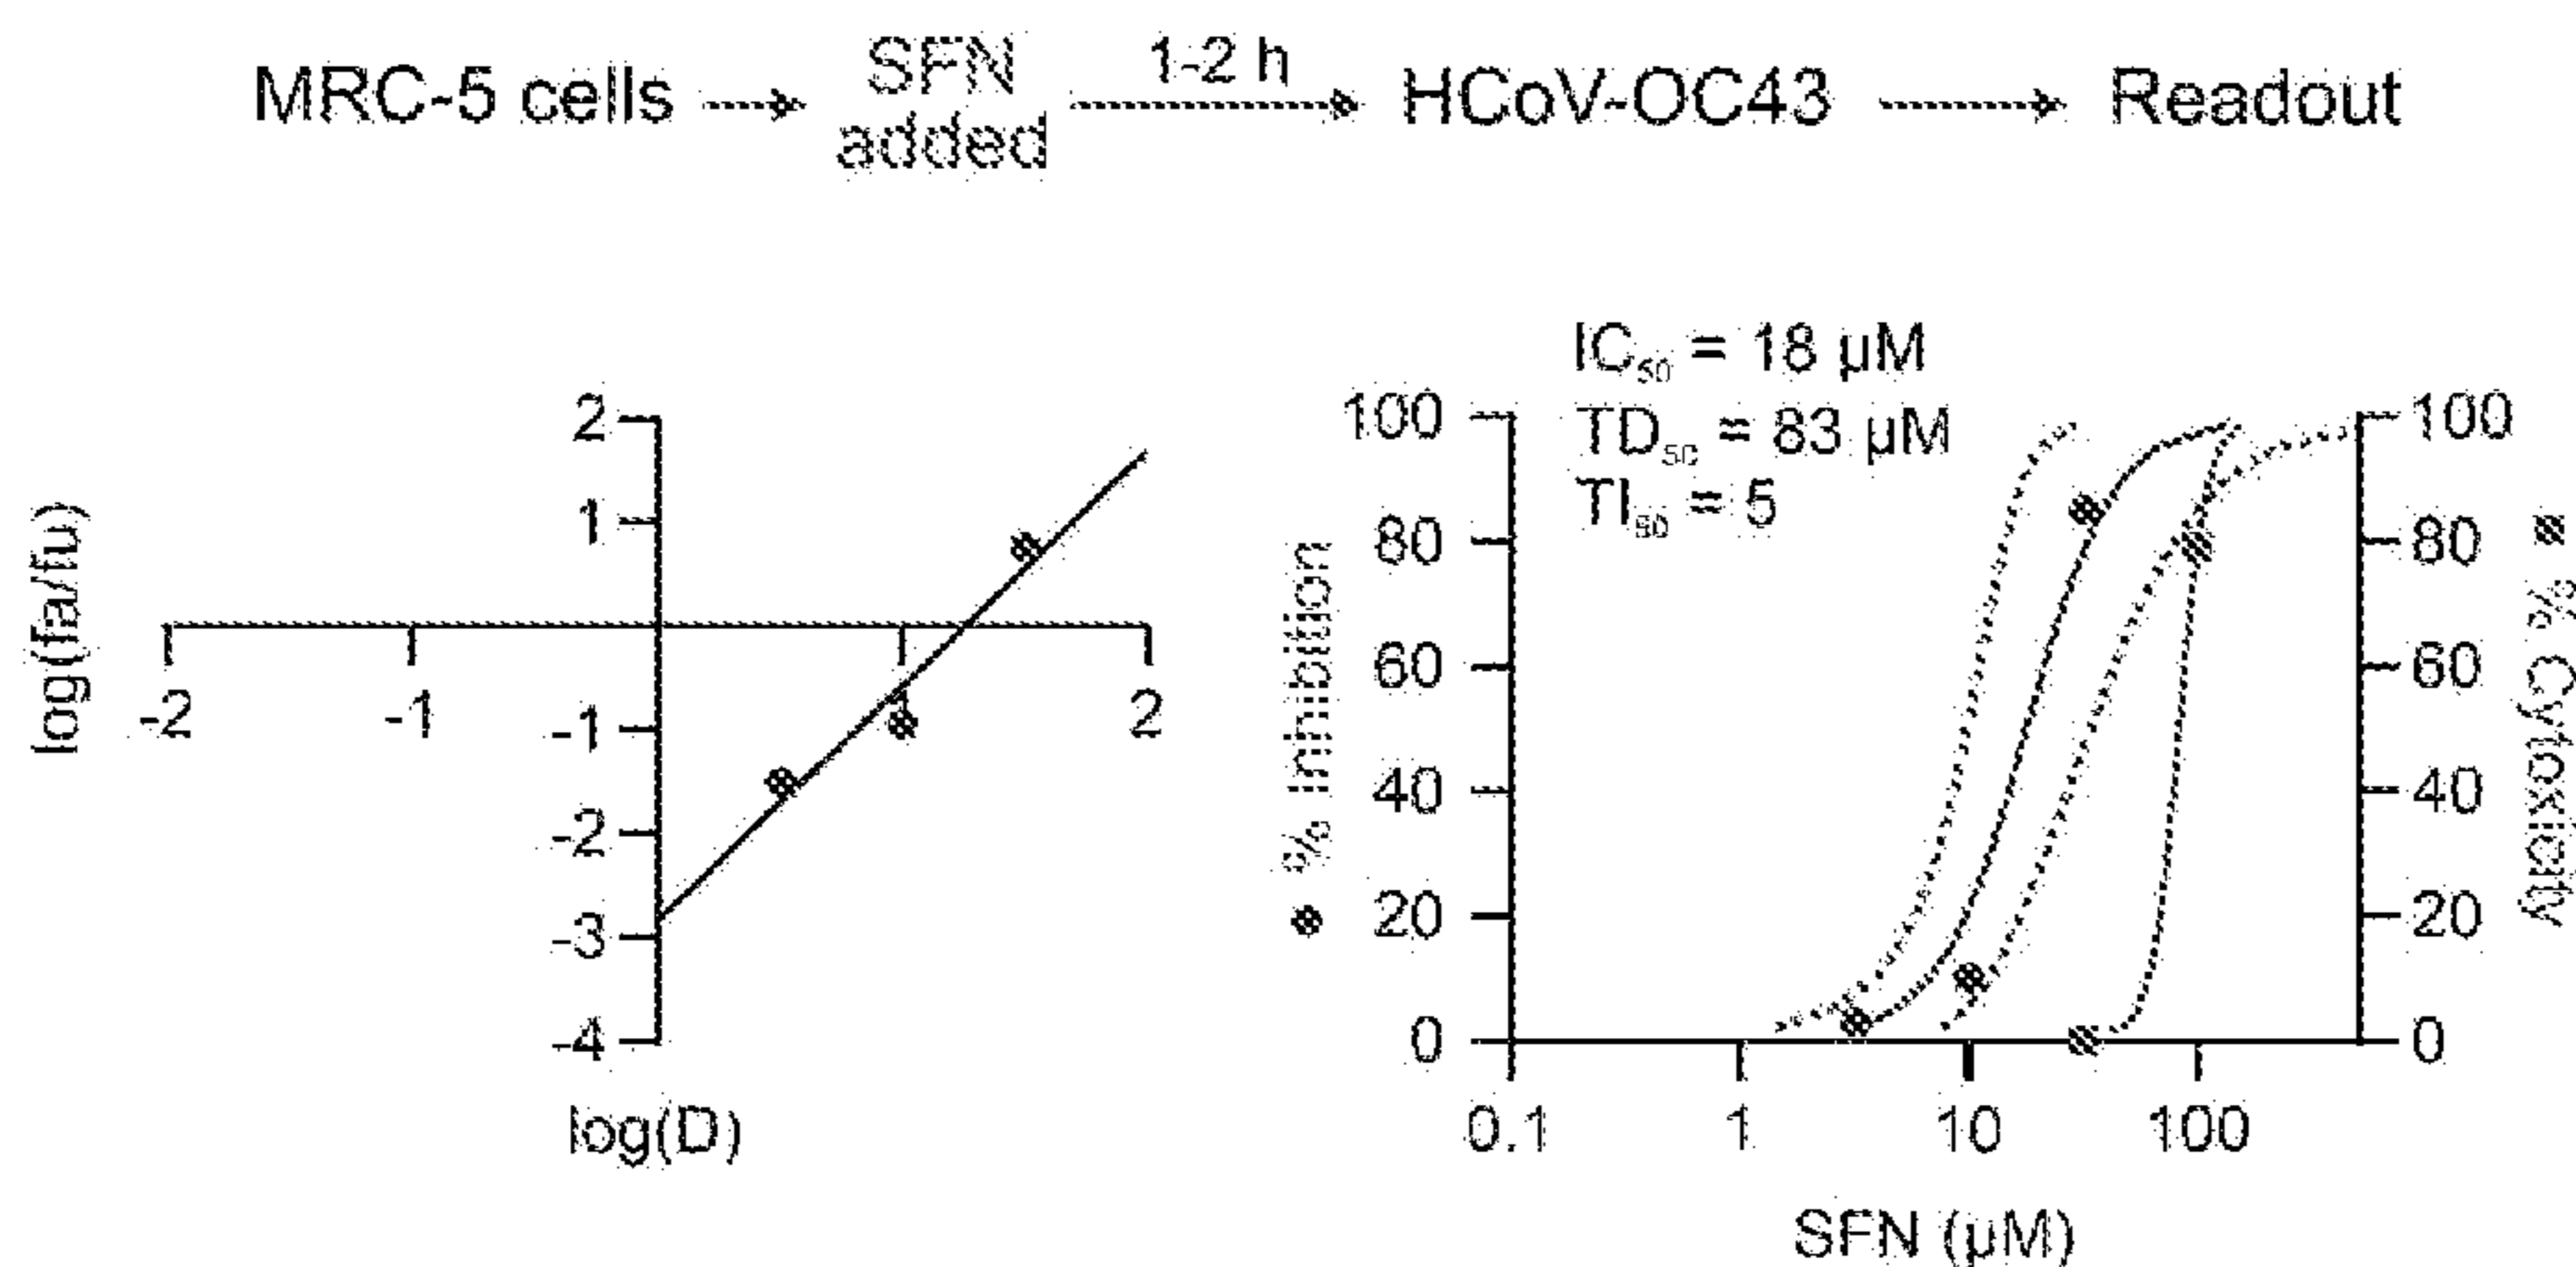 MRC-5 cells
SFN
added
1-2 h
HCoV-OC43
Readout
log(fa/fu)
2
1
-1
-2
-3
-4
-2
-1
2
log(D)
IC50 = 18 µM
TD50 = 83 µM
TI50 = 5
% Inhibition
100
80
60
40
20
0
0.1
1
10
100
SFN (µM)
100
80
60
40
20
0
% Cytoxicity